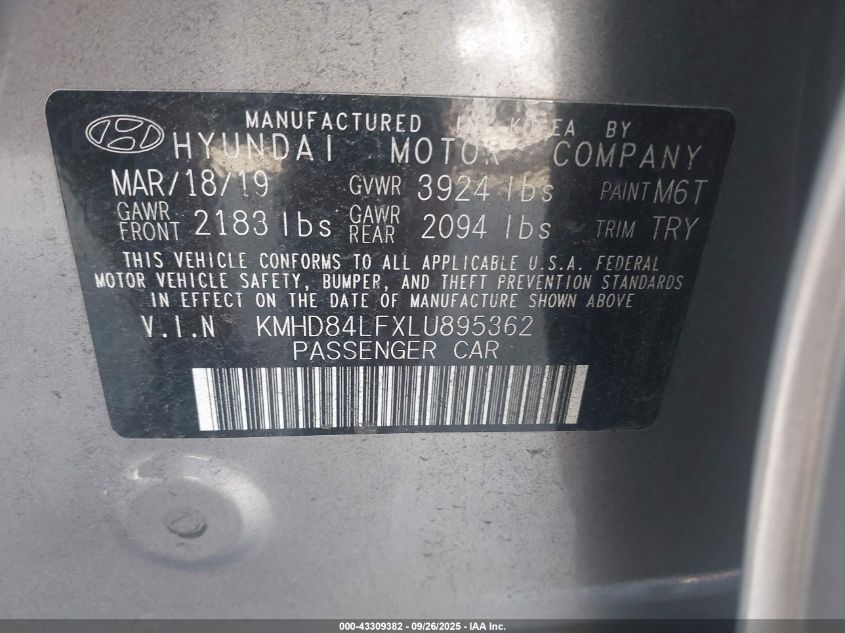 MANUFACTURED IN KOREA BY
HYUNDAI MOTOR COMPANY
MAR/18/19 GVWR 3924 lbs PAINT M6T
GAWR FRONT 2183 lbs GAWR REAR 2094 lbs TRIM TRY
THIS VEHICLE CONFORMS TO ALL APPLICABLE U.S.A. FEDERAL
MOTOR VEHICLE SAFETY, BUMPER, AND THEFT PREVENTION STANDARDS
IN EFFECT ON THE DATE OF MANUFACTURE SHOWN ABOVE
V.I.N KMHD84LFXLU895362
PASSENGER CAR
000-43309382 - 09/26/2025 - IAA Inc.